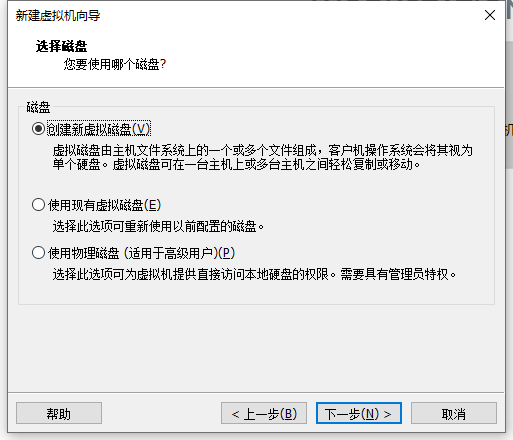 新建虚拟机向导
选择磁盘
您要使用哪个磁盘?
磁盘
创建新虚拟磁盘(V)
虚拟磁盘由主机文件系统上的一个或多个文件组成，客户机操作系统会将其视为
单个硬盘。虚拟磁盘可在一台主机上或多台主机之间轻松复制或移动。
使用现有虚拟磁盘(E)
选择此选项可重新使用以前配置的磁盘。
使用物理磁盘 (适用于高级用户)(P)
选择此选项可为虚拟机提供直接访问本地硬盘的权限。需要具有管理员特权。
帮助
< 上一步(B)
下一步(N) >
取消